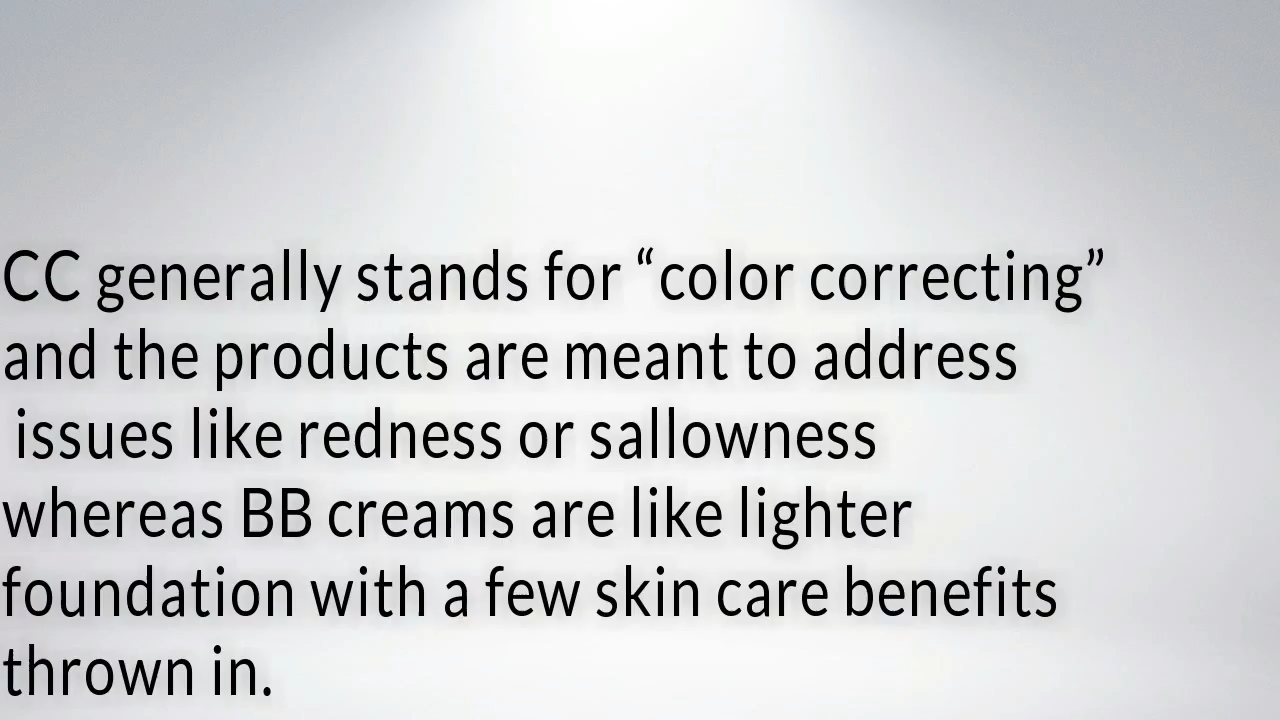 CC generally stands for “color correcting”
and the products are meant to address
issues like redness or sallowness
whereas BB creams are like lighter
foundation with a few skin care benefits
thrown in.